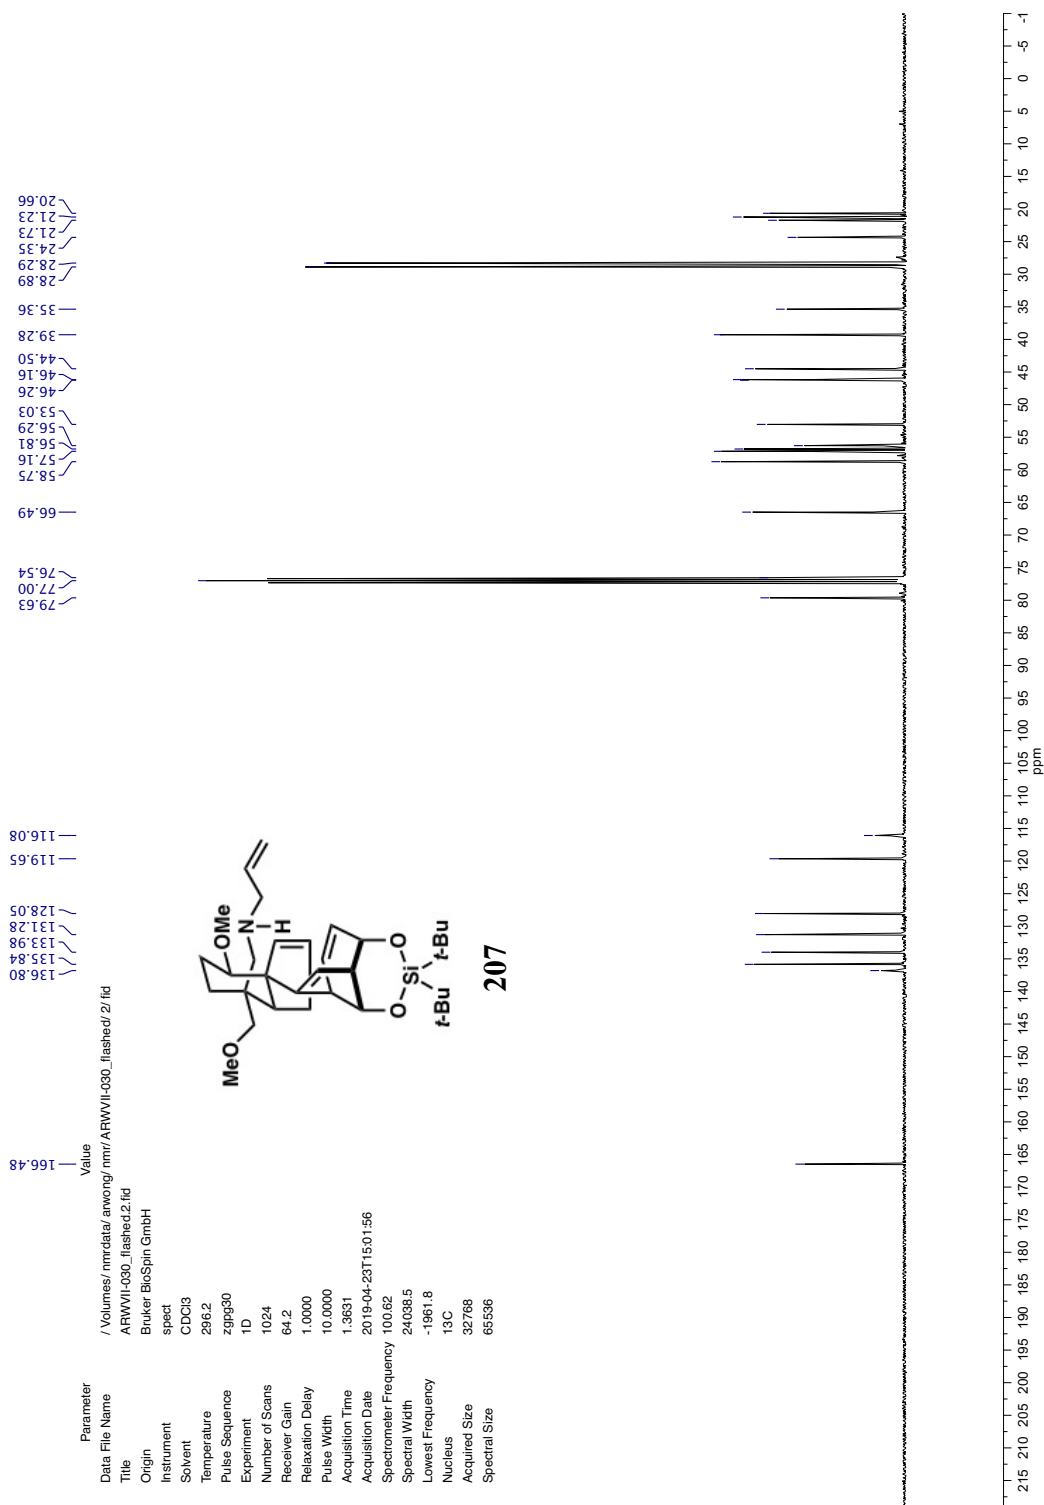 Parameter Value
Data File Name / Volumes/ nmrdata/ arwong/ nmr/ ARWVII-030_flashed/ 2/ fid
Title ARWVII-030_flashed.2.fid
Origin Bruker BioSpin GmbH
Instrument spect
Solvent CDCl3
Temperature 296.2
Pulse Sequence zgpg30
Experiment 1D
Number of Scans 1024
Receiver Gain 64.2
Relaxation Delay 1.0000
Pulse Width 10.0000
Acquisition Time 1.3631
Acquisition Date 2019-04-23T15:01:56
Spectrometer Frequency 100.62
Spectral Width 24038.5
Lowest Frequency -1961.8
Nucleus 13C
Acquired Size 32768
Spectral Size 65536
166.48
136.80
135.84
133.98
131.28
128.05
119.65
116.08
79.63
77.00
76.54
66.49
58.75
57.16
56.81
56.29
53.03
46.26
46.16
44.50
39.28
35.36
28.89
28.29
24.35
21.73
21.23
20.66
MeO
OMe
N
H
O
O
Si
t-Bu
t-Bu
207
215 210 205 200 195 190 185 180 175 170 165 160 155 150 145 140 135 130 125 120 115 110 105 100 95 90 85 80 75 70 65 60 55 50 45 40 35 30 25 20 15 10 5 0 -5 -1
ppm